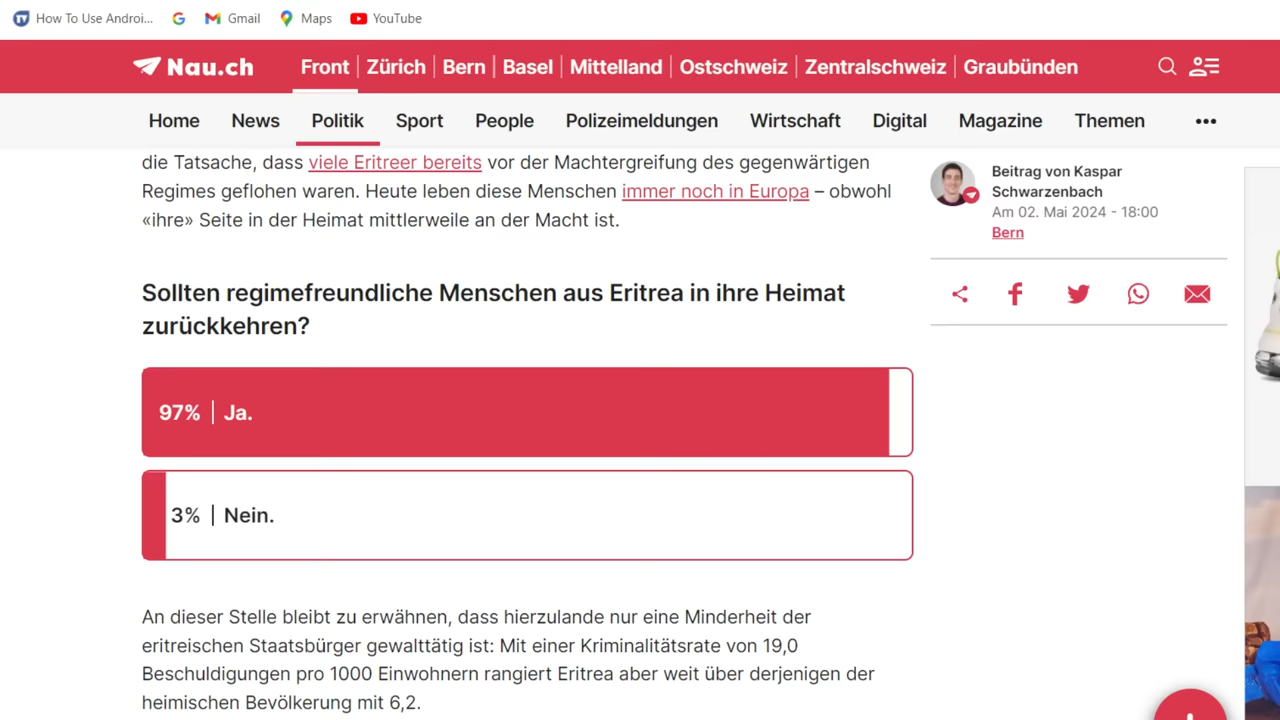 How To Use Androi...
Gmail
Maps
YouTube
Nau.ch
Front
Zürich
Bern
Basel
Mittelland
Ostschweiz
Zentralschweiz
Graubünden
Home
News
Politik
Sport
People
Polizeimeldungen
Wirtschaft
Digital
Magazine
Themen
die Tatsache, dass viele Eritreer bereits vor der Machtergreifung des gegenwärtigen
Regimes geflohen waren. Heute leben diese Menschen immer noch in Europa – obwohl
«ihre» Seite in der Heimat mittlerweile an der Macht ist.
Beitrag von Kaspar
Schwarzenbach
Am 02. Mai 2024 - 18:00
Bern
Sollten regimefreundliche Menschen aus Eritrea in ihre Heimat
zurückkehren?
97% | Ja.
3% | Nein.
An dieser Stelle bleibt zu erwähnen, dass hierzulande nur eine Minderheit der
eritreischen Staatsbürger gewalttätig ist: Mit einer Kriminalitätsrate von 19,0
Beschuldigungen pro 1000 Einwohnern rangiert Eritrea aber weit über derjenigen der
heimischen Bevölkerung mit 6,2.